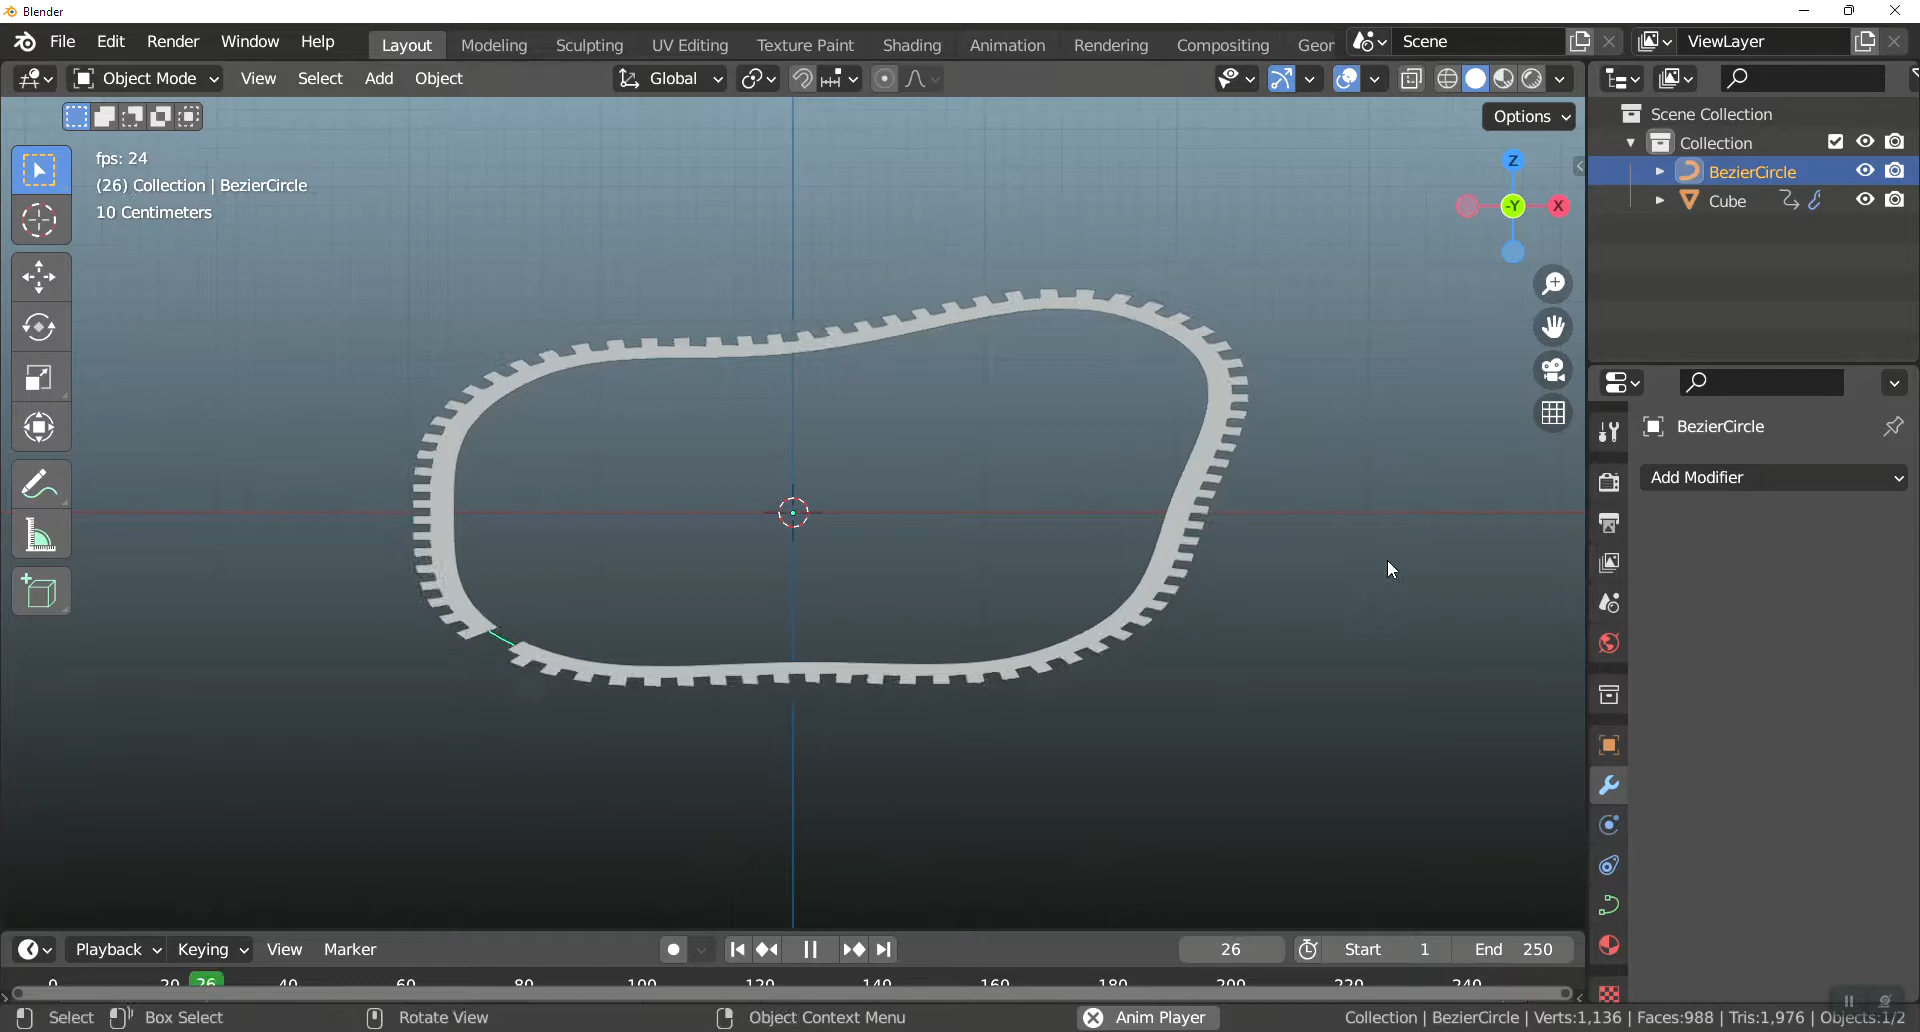 Blender
File Edit Render Window Help Layout Modeling Sculpting UV Editing Texture Paint Shading Animation Rendering Compositing Geor Scene ViewLayer
Object Mode View Select Add Object Global
Options
Scene Collection
Collection
BezierCircle
Cube
fps: 24
(26) Collection | BezierCircle
10 Centimeters
Z
-Y X
BezierCircle
Add Modifier
Playback Keying View Marker 26 Start 1 End 250
0 20 26 40 60 80 100 120 140 160 180 200 220 240
Select Box Select Rotate View Object Context Menu Anim Player Collection | BezierCircle | Verts:1,136 | Faces:988 | Tris:1,976 | Objects:1/2